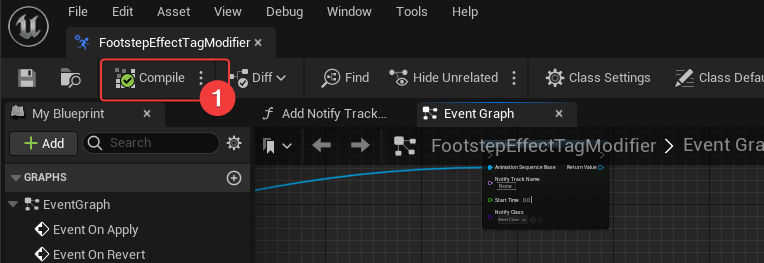 File Edit Asset View Debug Window Tools Help
FootstepEffectTagModifier
Compile Diff Find Hide Unrelated Class Settings Class Defau
1
My Blueprint
Add Notify Track...
Event Graph
Add
Search
FootstepEffectTagModifier > Event Gra
GRAPHS
EventGraph
Event On Apply
Event On Revert
Animation Sequence Base Return Value
Notify Track Name
None
Start Time 0.0
Notify Class
Select Class